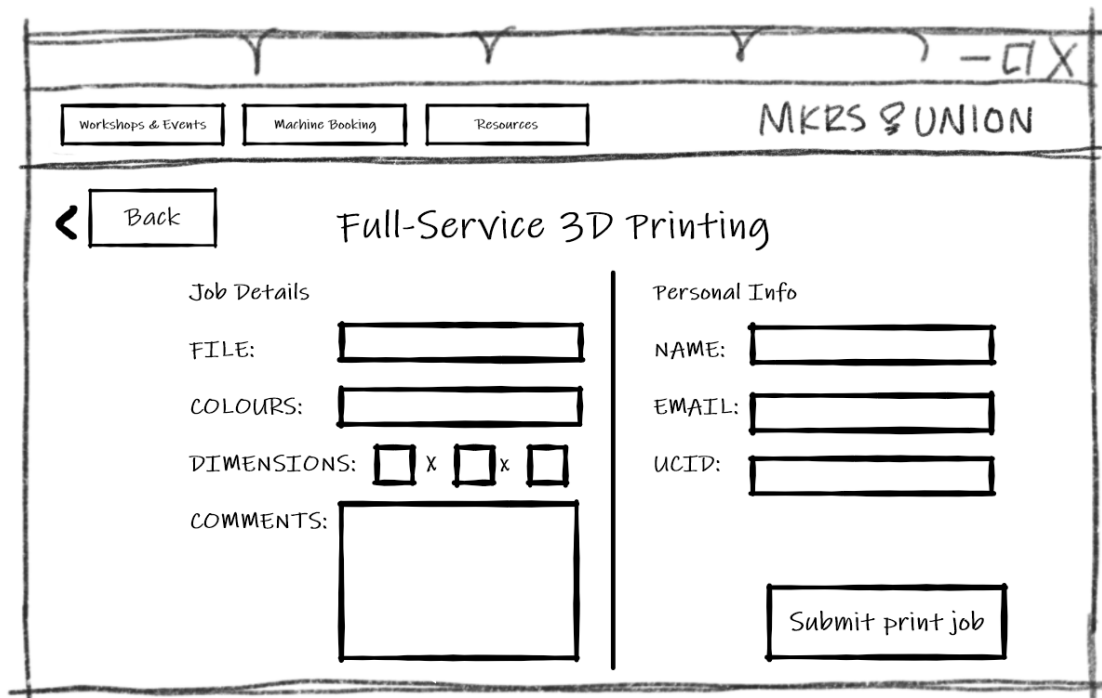 Workshops & Events Machine Booking Resources MKRS UNION
< Back
Full-Service 3D Printing
Job Details
FILE:
COLOURS:
DIMENSIONS: x x
COMMENTS:
Personal Info
NAME:
EMAIL:
UCID:
Submit print job